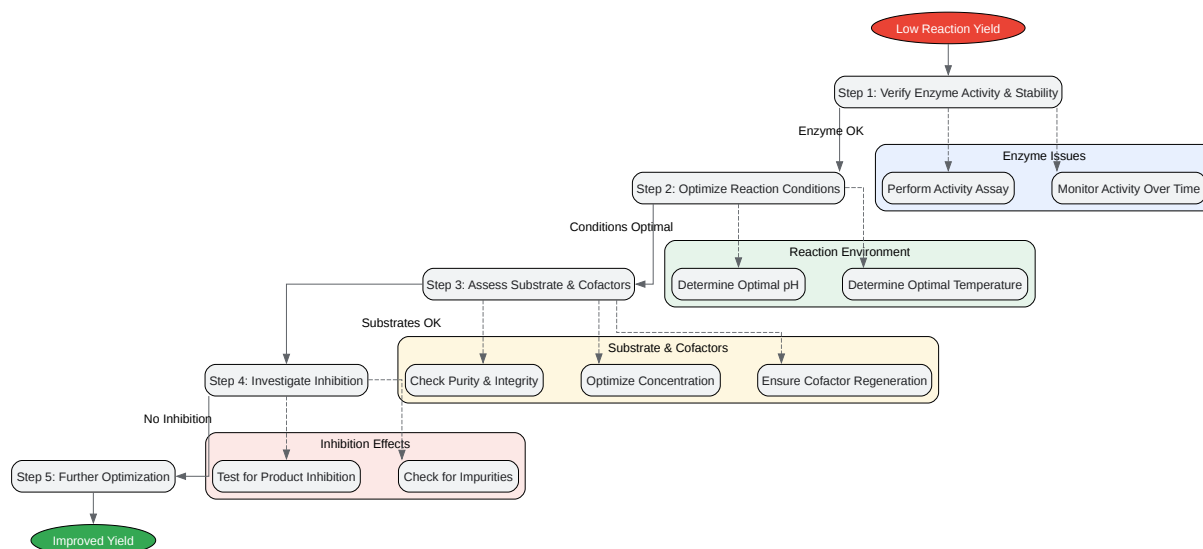 Low Reaction Yield
Step 1: Verify Enzyme Activity & Stability
Enzyme OK
Enzyme Issues
Perform Activity Assay
Monitor Activity Over Time
Step 2: Optimize Reaction Conditions
Conditions Optimal
Reaction Environment
Determine Optimal pH
Determine Optimal Temperature
Step 3: Assess Substrate & Cofactors
Substrates OK
Substrate & Cofactors
Check Purity & Integrity
Optimize Concentration
Ensure Cofactor Regeneration
Step 4: Investigate Inhibition
No Inhibition
Inhibition Effects
Test for Product Inhibition
Check for Impurities
Step 5: Further Optimization
Improved Yield